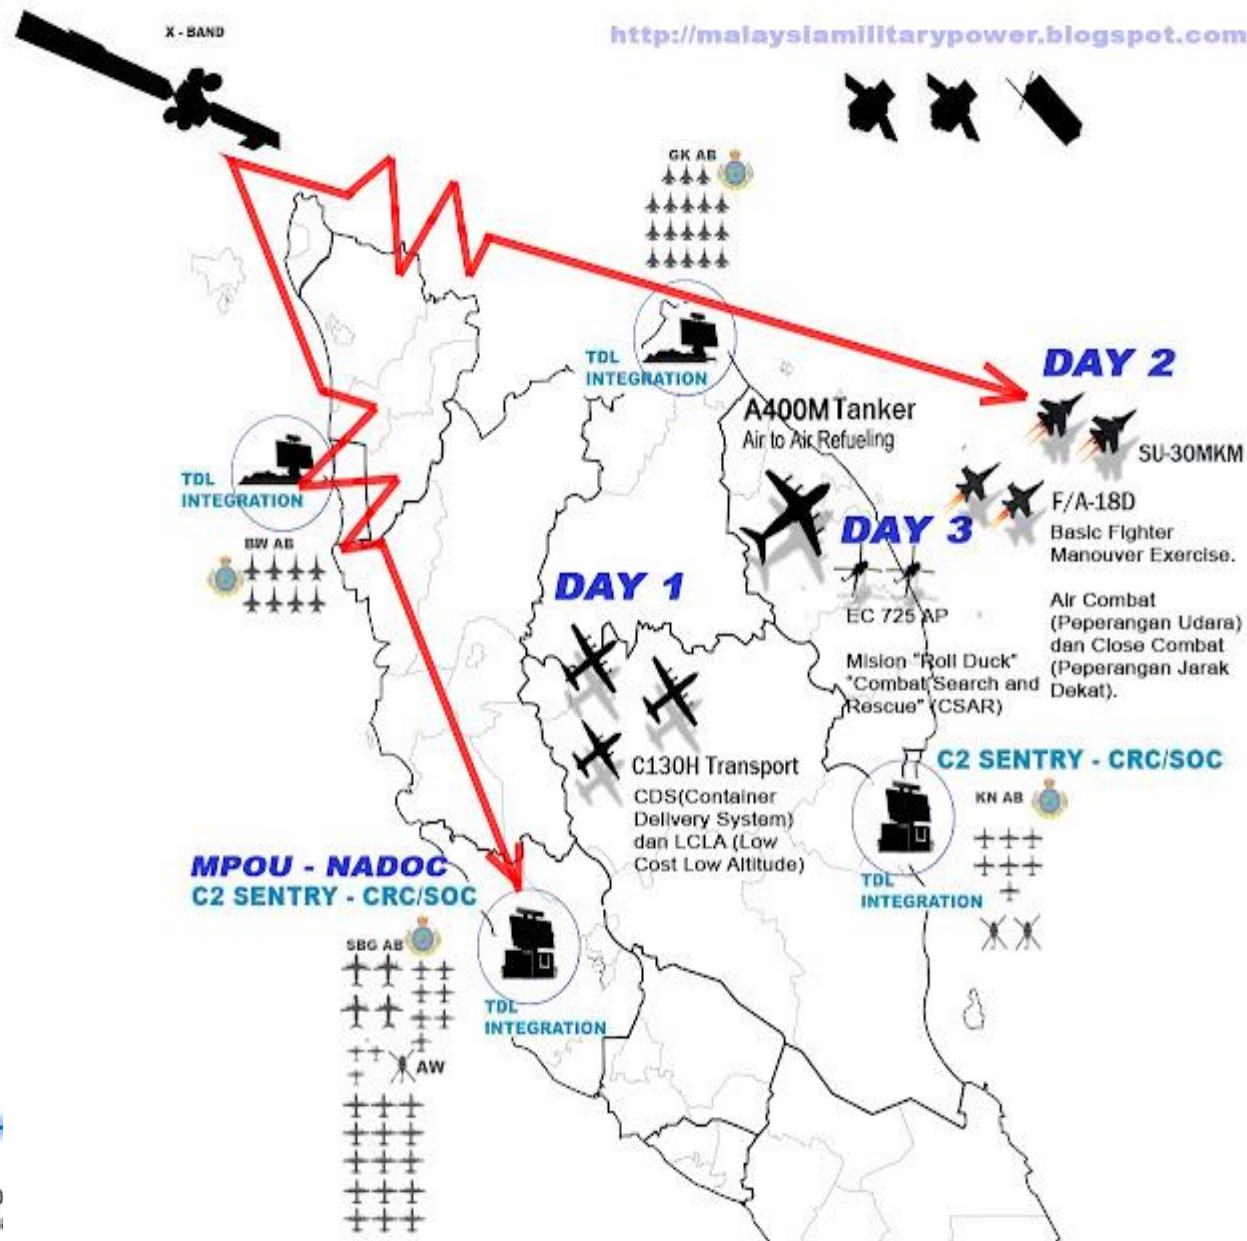 X - BAND
http://malaysiamilitarypower.blogspot.com
GK AB
TDL
INTEGRATION
DAY 2
A400M Tanker
Air to Air Refueling
SU-30MKM
TDL
INTEGRATION
F/A-18D
Basic Fighter
Manouver Exercise.
DAY 3
BW AB
DAY 1
EC 725 AP
Air Combat
(Peperangan Udara)
dan Close Combat
(Peperangan Jarak
Dekat).
Mision "Roll Duck"
"Combat Search and
Rescue" (CSAR)
C130H Transport
CDS(Container
Delivery System)
dan LCLA (Low
Cost Low Altitude)
C2 SENTRY - CRC/SOC
KN AB
TDL
INTEGRATION
MPOU - NADOC
C2 SENTRY - CRC/SOC
SBG AB
TDL
INTEGRATION
AW